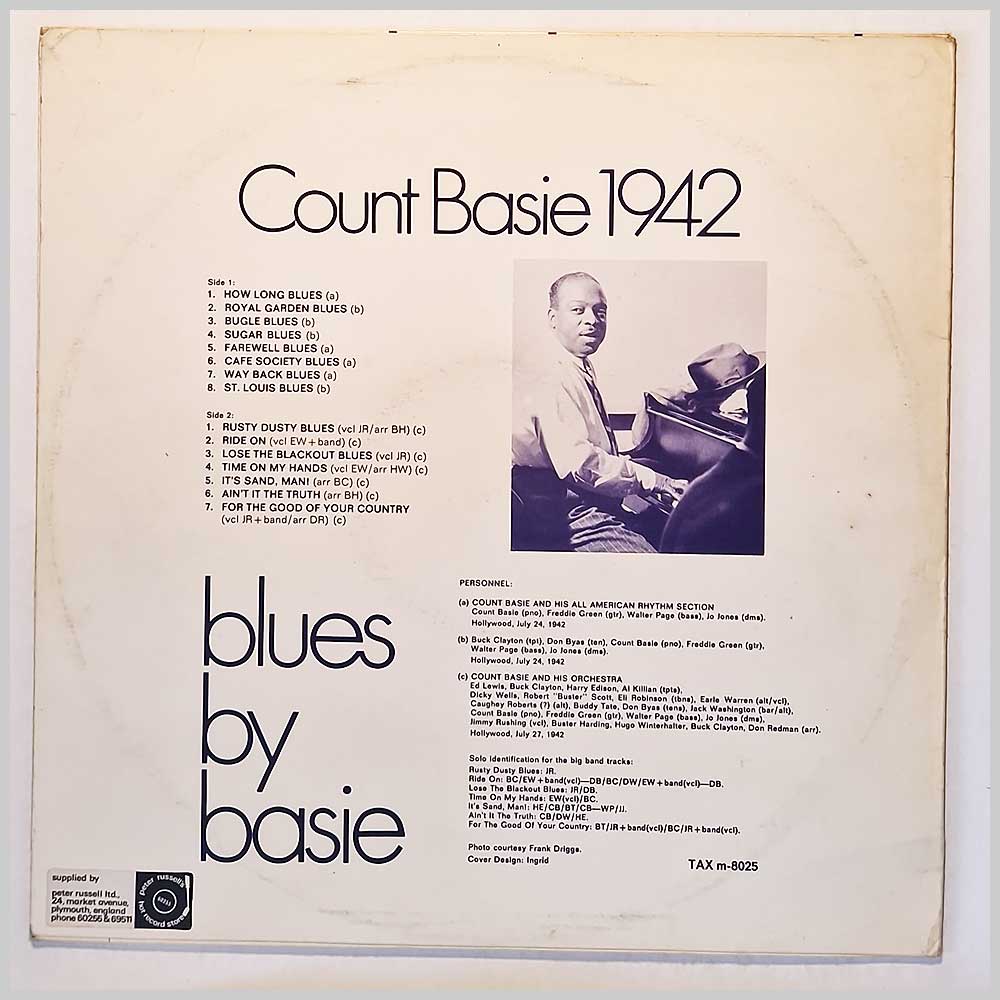 Count Basie 1942
Side 1:
1. HOW LONG BLUES (a)
2. ROYAL GARDEN BLUES (b)
3. BUGLE BLUES (b)
4. SUGAR BLUES (b)
5. FAREWELL BLUES (a)
6. CAFE SOCIETY BLUES (a)
7. WAY BACK BLUES (a)
8. ST. LOUIS BLUES (b)
Side 2:
1. RUSTY DUSTY BLUES (vcl JR/arr BH) (c)
2. RIDE ON (vcl EW + band) (c)
3. LOSE THE BLACKOUT BLUES (vcl JR) (c)
4. TIME ON MY HANDS (vcl EW/arr HW) (c)
5. IT'S SAND, MAN! (arr BC) (c)
6. AIN'T IT THE TRUTH (arr BH) (c)
7. FOR THE GOOD OF YOUR COUNTRY
(vcl JR + band/arr DR) (c)
blues
by
basie
PERSONNEL:
(a) COUNT BASIE AND HIS ALL AMERICAN RHYTHM SECTION
Count Basie (pno), Freddie Green (gtr), Walter Page (bass), Jo Jones (dms).
Hollywood, July 24, 1942
(b) Buck Clayton (tpt), Don Byas (ten), Count Basie (pno), Freddie Green (gtr),
Walter Page (bass), Jo Jones (dms).
Hollywood, July 24, 1942
(c) COUNT BASIE AND HIS ORCHESTRA
Ed Lewis, Buck Clayton, Harry Edison, Al Killian (tpts),
Dicky Wells, Robert "Buster" Scott, Eli Robinson (tbns), Earle Warren (alt/vcl),
Caughey Roberts (?) (alt), Buddy Tate, Don Byas (tens), Jack Washington (bar/alt),
Count Basie (pno), Freddie Green (gtr), Walter Page (bass), Jo Jones (dms),
Jimmy Rushing (vcl), Buster Harding, Hugo Winterhalter, Buck Clayton, Don Redman (arr).
Hollywood, July 27, 1942
Solo identification for the big band tracks:
Rusty Dusty Blues: JR.
Ride On: BC/EW + band(vcl)—DB/BC/DW/EW + band(vcl)—DB.
Lose The Blackout Blues: JR/DB.
Time On My Hands: EW(vcl)/BC.
It's Sand, Man!: HE/CB/BT/CB—WP/JJ.
Ain't It The Truth: CB/DW/HE.
For The Good Of Your Country: BT/JR + band(vcl)/BC/JR + band(vcl).
Photo courtesy Frank Driggs.
Cover Design: Ingrid
TAX m-8025
supplied by
peter russell ltd.,
24, market avenue,
plymouth, england
phone 60255 & 69511
peter russell's
hot record store